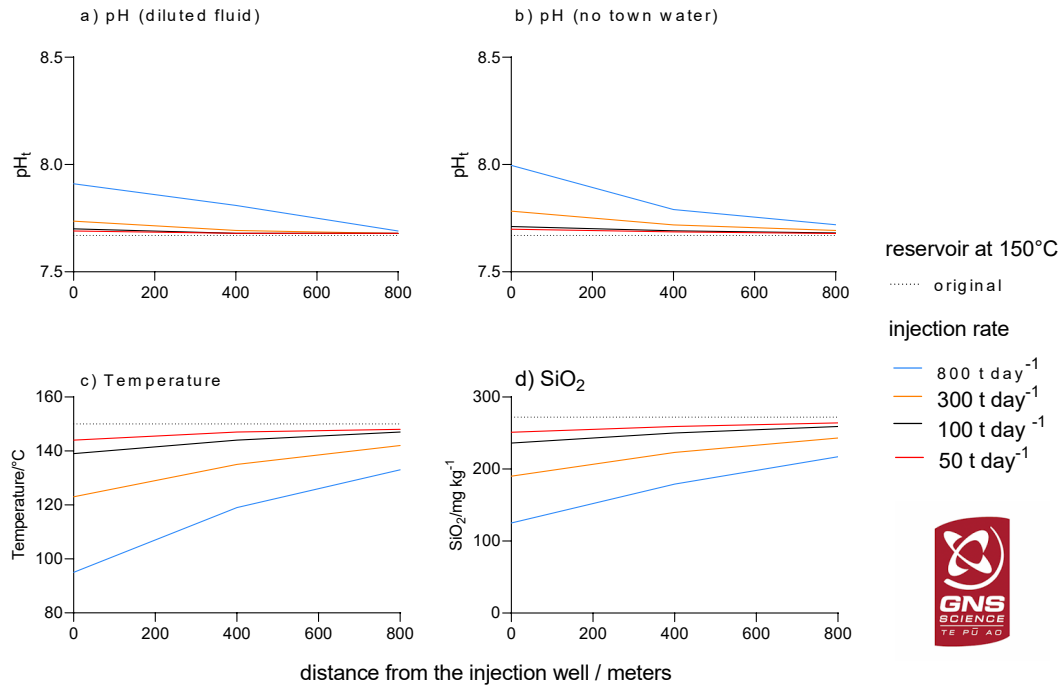 a) pH (diluted fluid)
b) pH (no town water)
8.5
8.0
7.5
pHt
0
200
400
600
800
8.5
8.0
7.5
pHt
0
200
400
600
800
reservoir at 150°C
original
injection rate
800 t day-1
300 t day-1
100 t day -1
50 t day-1
c) Temperature
160
140
120
100
80
Temperature/°C
0
200
400
600
800
d) SiO2
300
200
100
0
SiO2/mg kg-1
0
200
400
600
800
distance from the injection well / meters
GNS
SCIENCE
TE PŪ AO